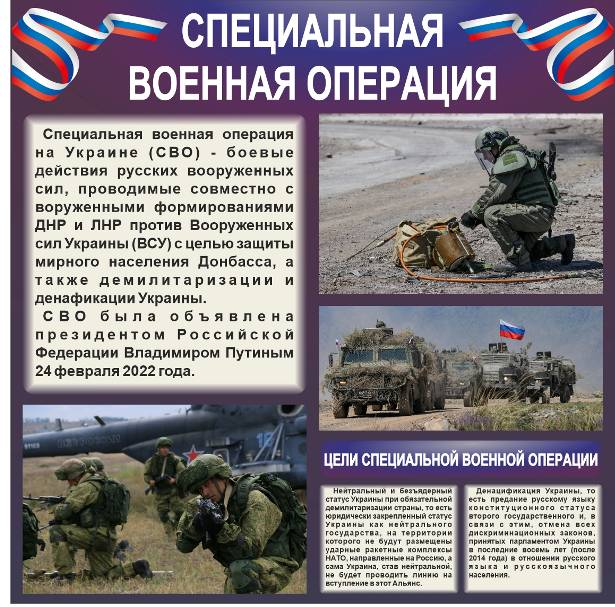 СПЕЦИАЛЬНАЯ
ВОЕННАЯ ОПЕРАЦИЯ
Специальная военная операция
на Украине (СВО) - боевые
действия русских вооруженных
сил, проводимые совместно с
воруженными формированиями
ДНР и ЛНР против Вооруженных
сил Украины (ВСУ) с целью защиты
мирного населения Донбасса, а
также демилитаризации и
денафикации Украины.
СВО была объявлена
президентом Российской
Федерации Владимиром Путиным
24 февраля 2022 года.
ЦЕЛИ СПЕЦИАЛЬНОЙ ВОЕННОЙ ОПЕРАЦИИ
Нейтральный и безъядерный
статус Украины при обязательной
демилитаризации страны, то есть
юридически закрепленный статус
Украины как нейтрального
государства, на территории
которого не будут размещены
ударные ракетные комплексы
НАТО, направленные на Россию, а
сама Украина, став нейтральной,
не будет проводить линию на
вступление в этот Альянс.
Денацификация Украины, то
есть предание русскому языку
конституционного статуса
второго государственного и, в
связи с этим, отмена всех
дискриминационных законов,
принятых парламентом Украины
в последние восемь лет (после
2014 года) в отношении русского
языка и русскоязычного
населения.